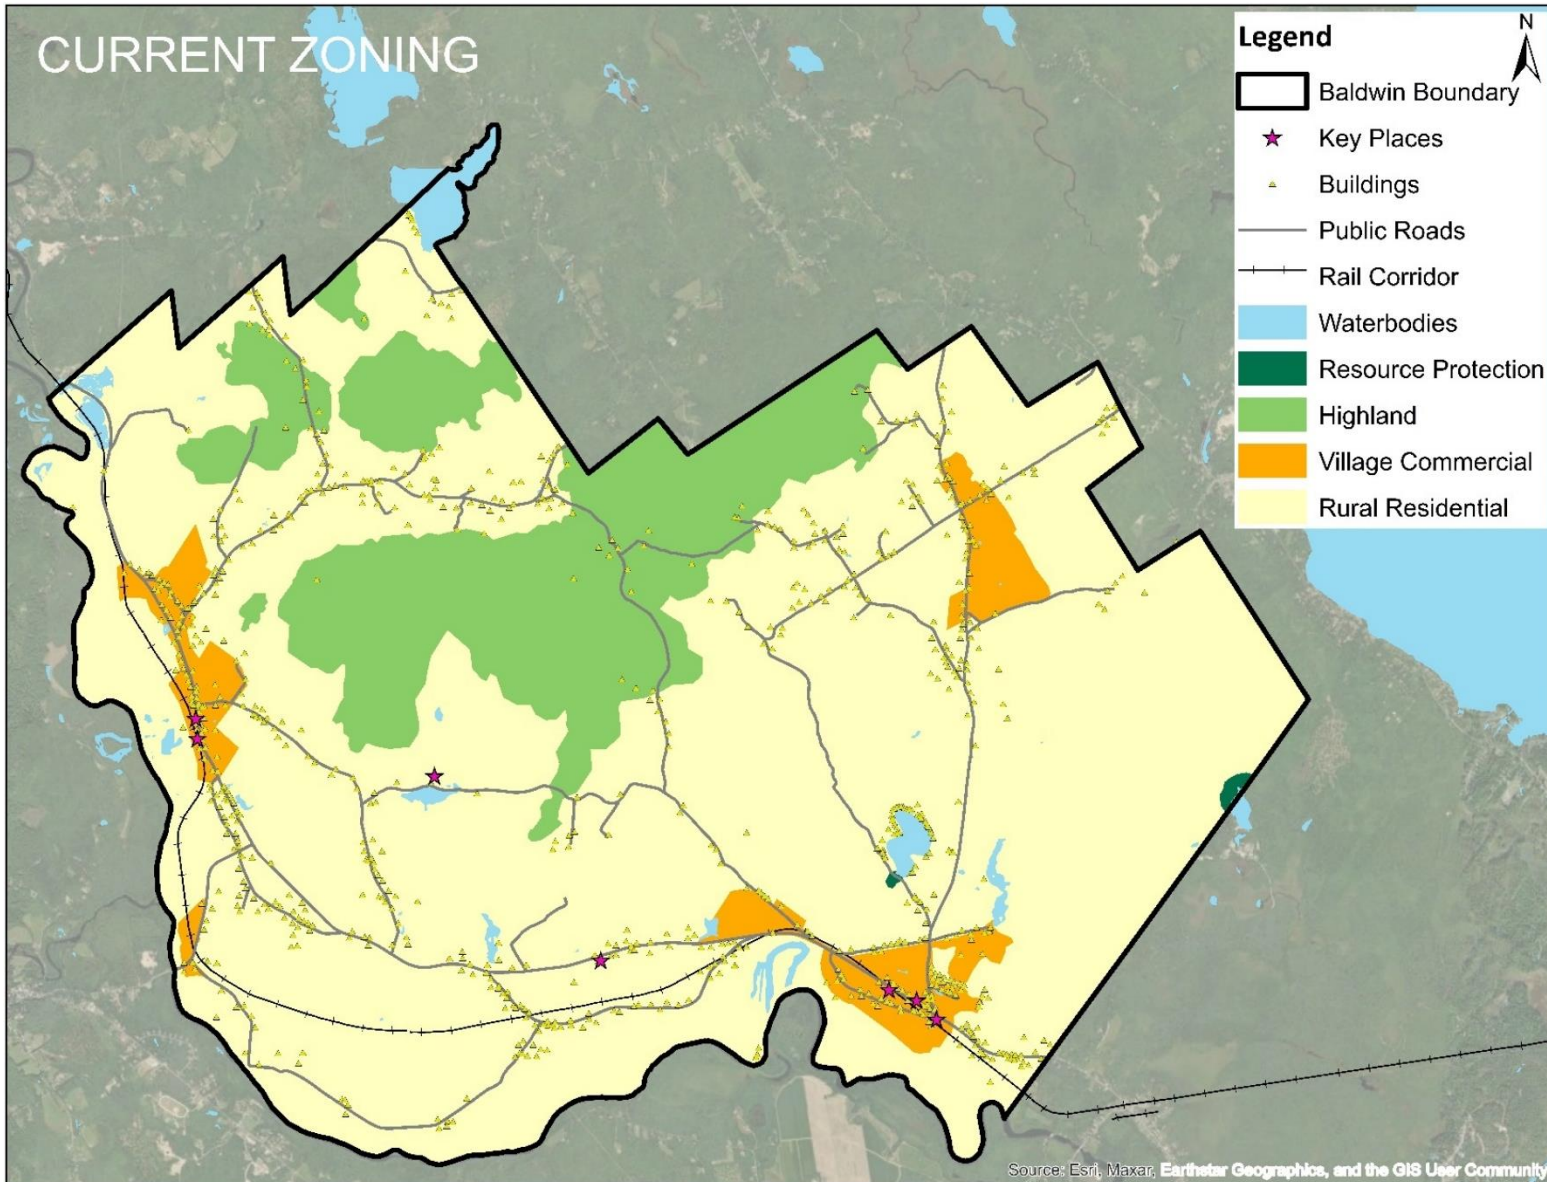 CURRENT ZONING
Legend
N
Baldwin Boundary
Key Places
Buildings
Public Roads
Rail Corridor
Waterbodies
Resource Protection
Highland
Village Commercial
Rural Residential
Source: Esri, Maxar, Earthstar Geographics, and the GIS User Community